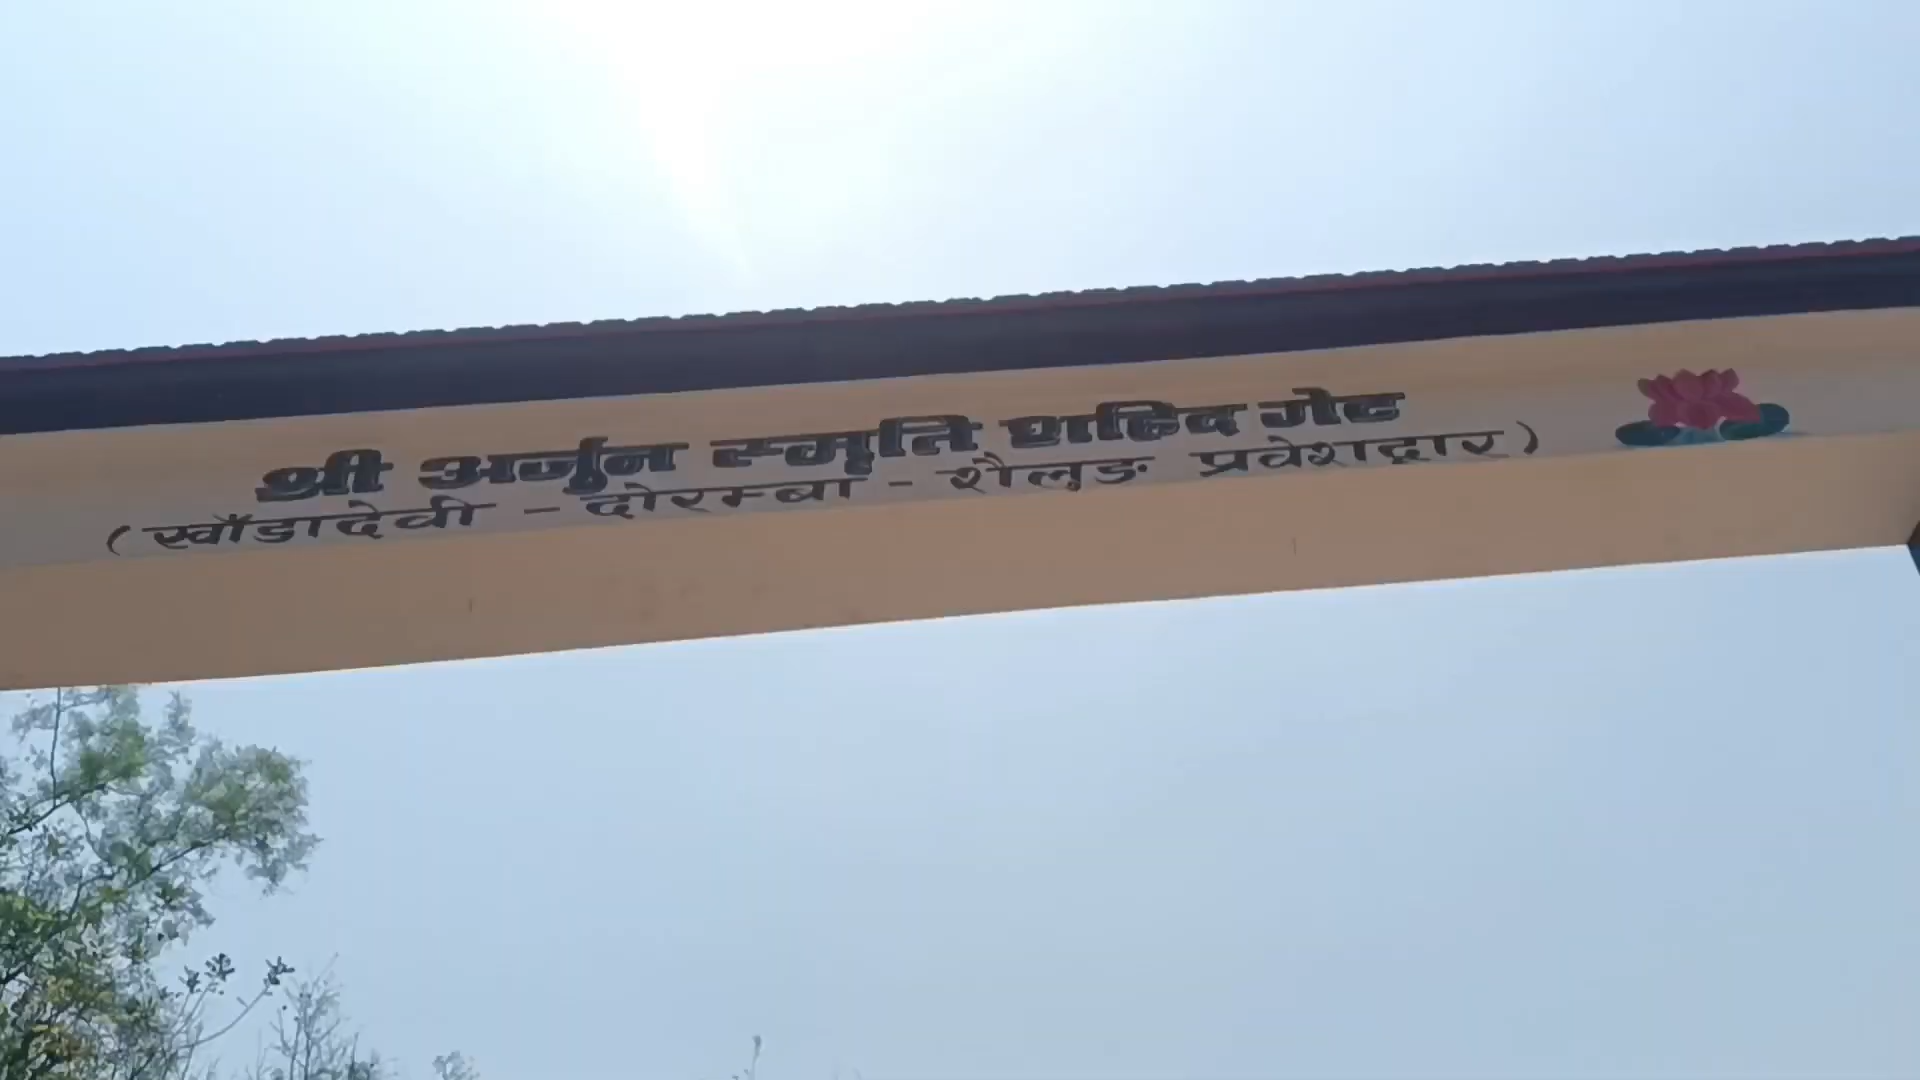 श्री अर्जुन स्मृति शहिद गेट
(खाँडादेवी - दोरम्बा - शैलुङ प्रवेशद्वार)